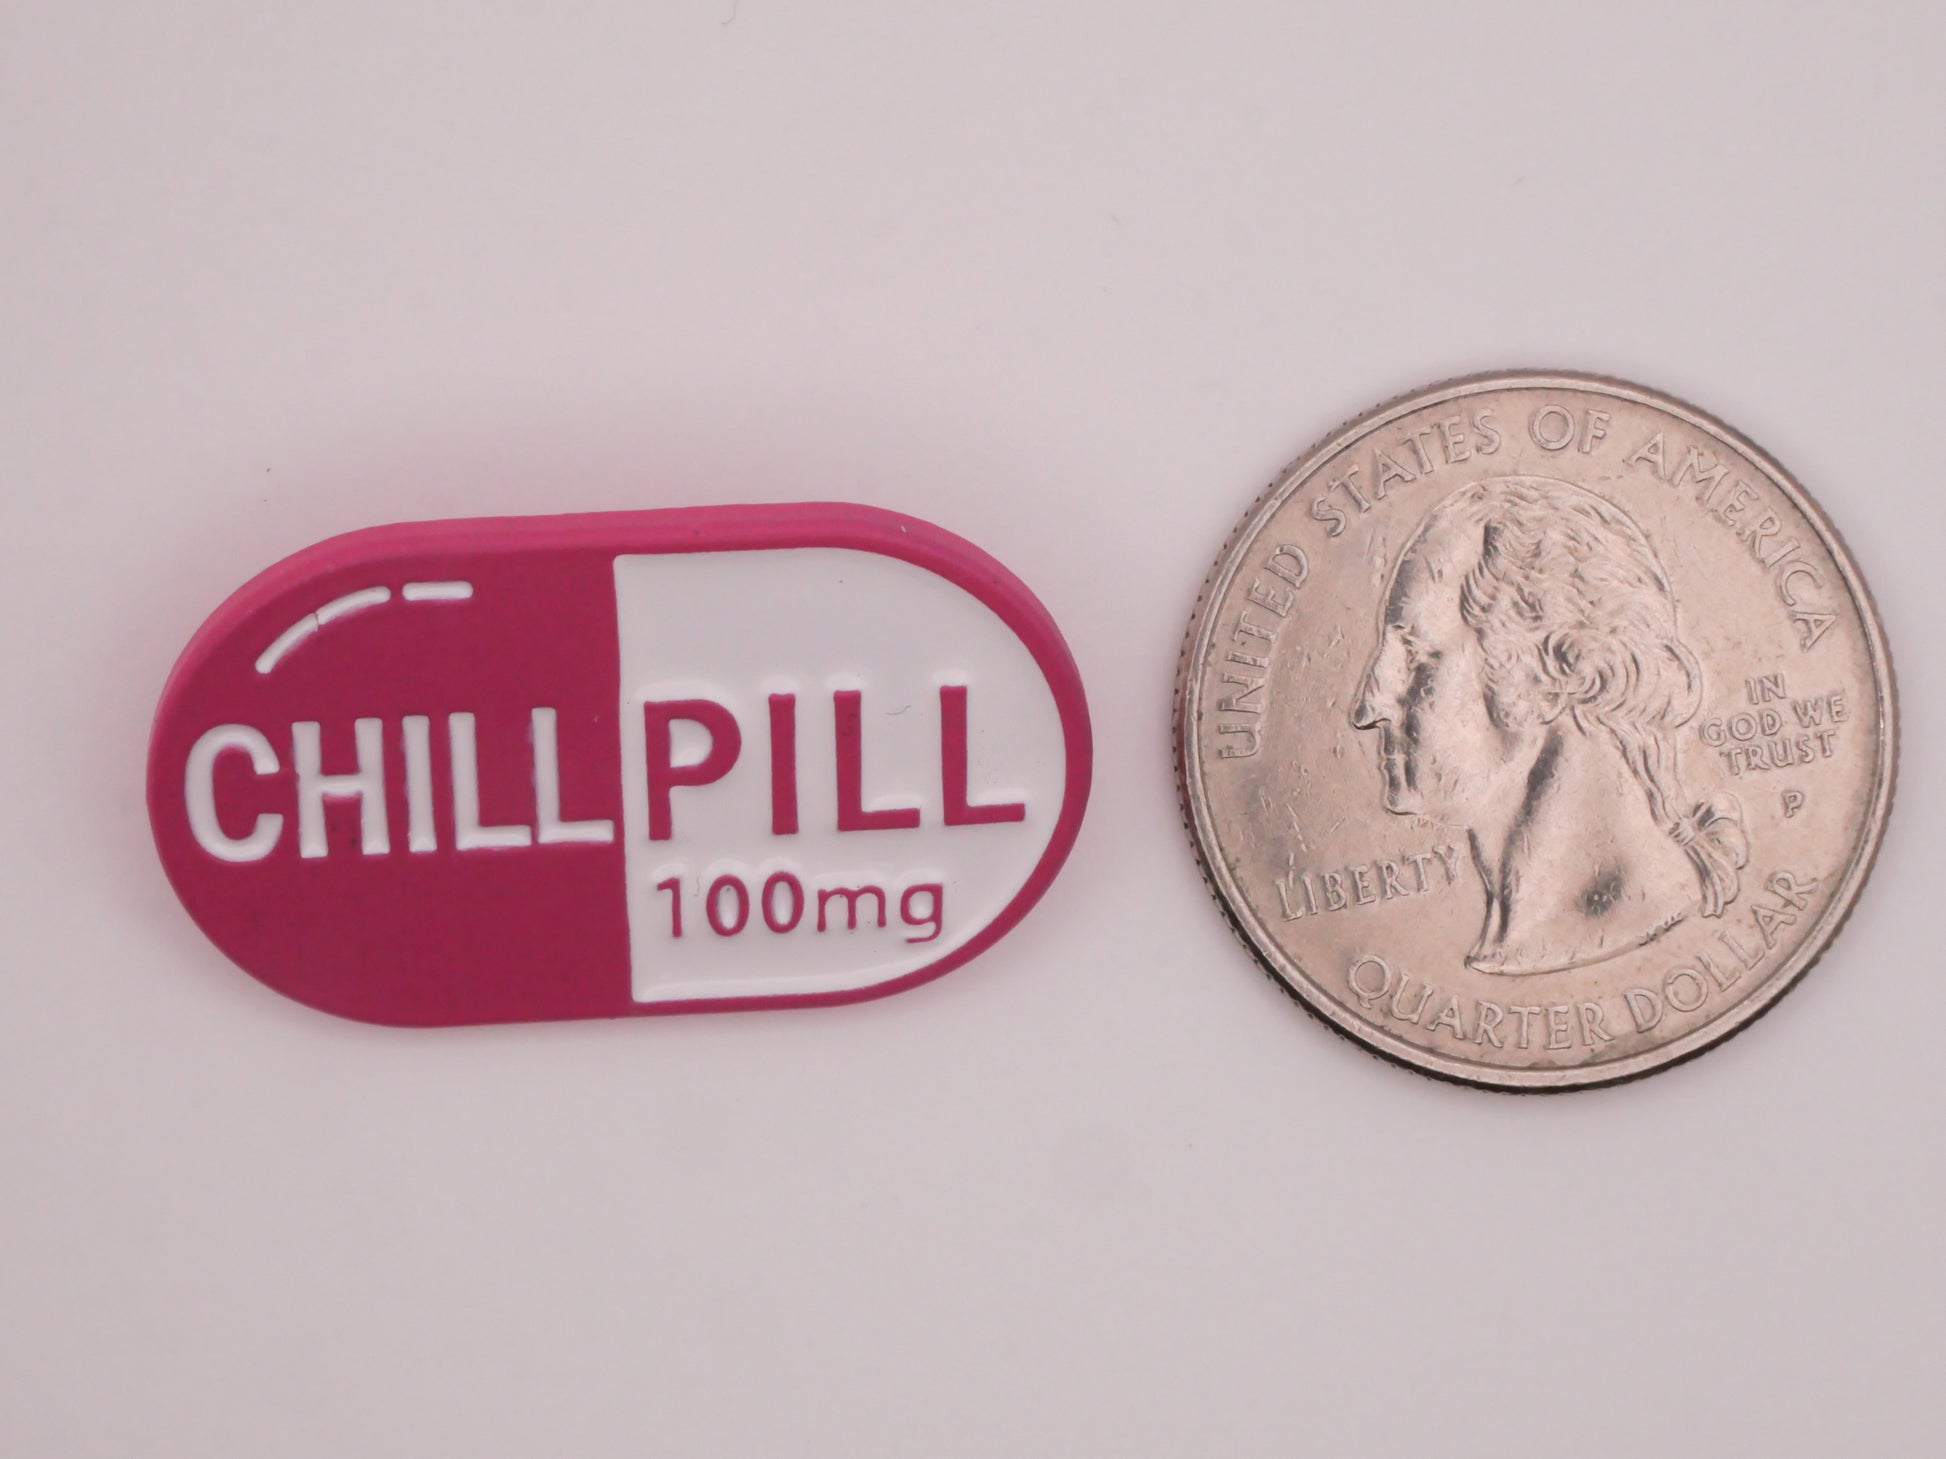 CHILL PILL
100mg
UNITED STATES OF AMERICA
IN
GOD WE
TRUST
P
LIBERTY
QUARTER DOLLAR